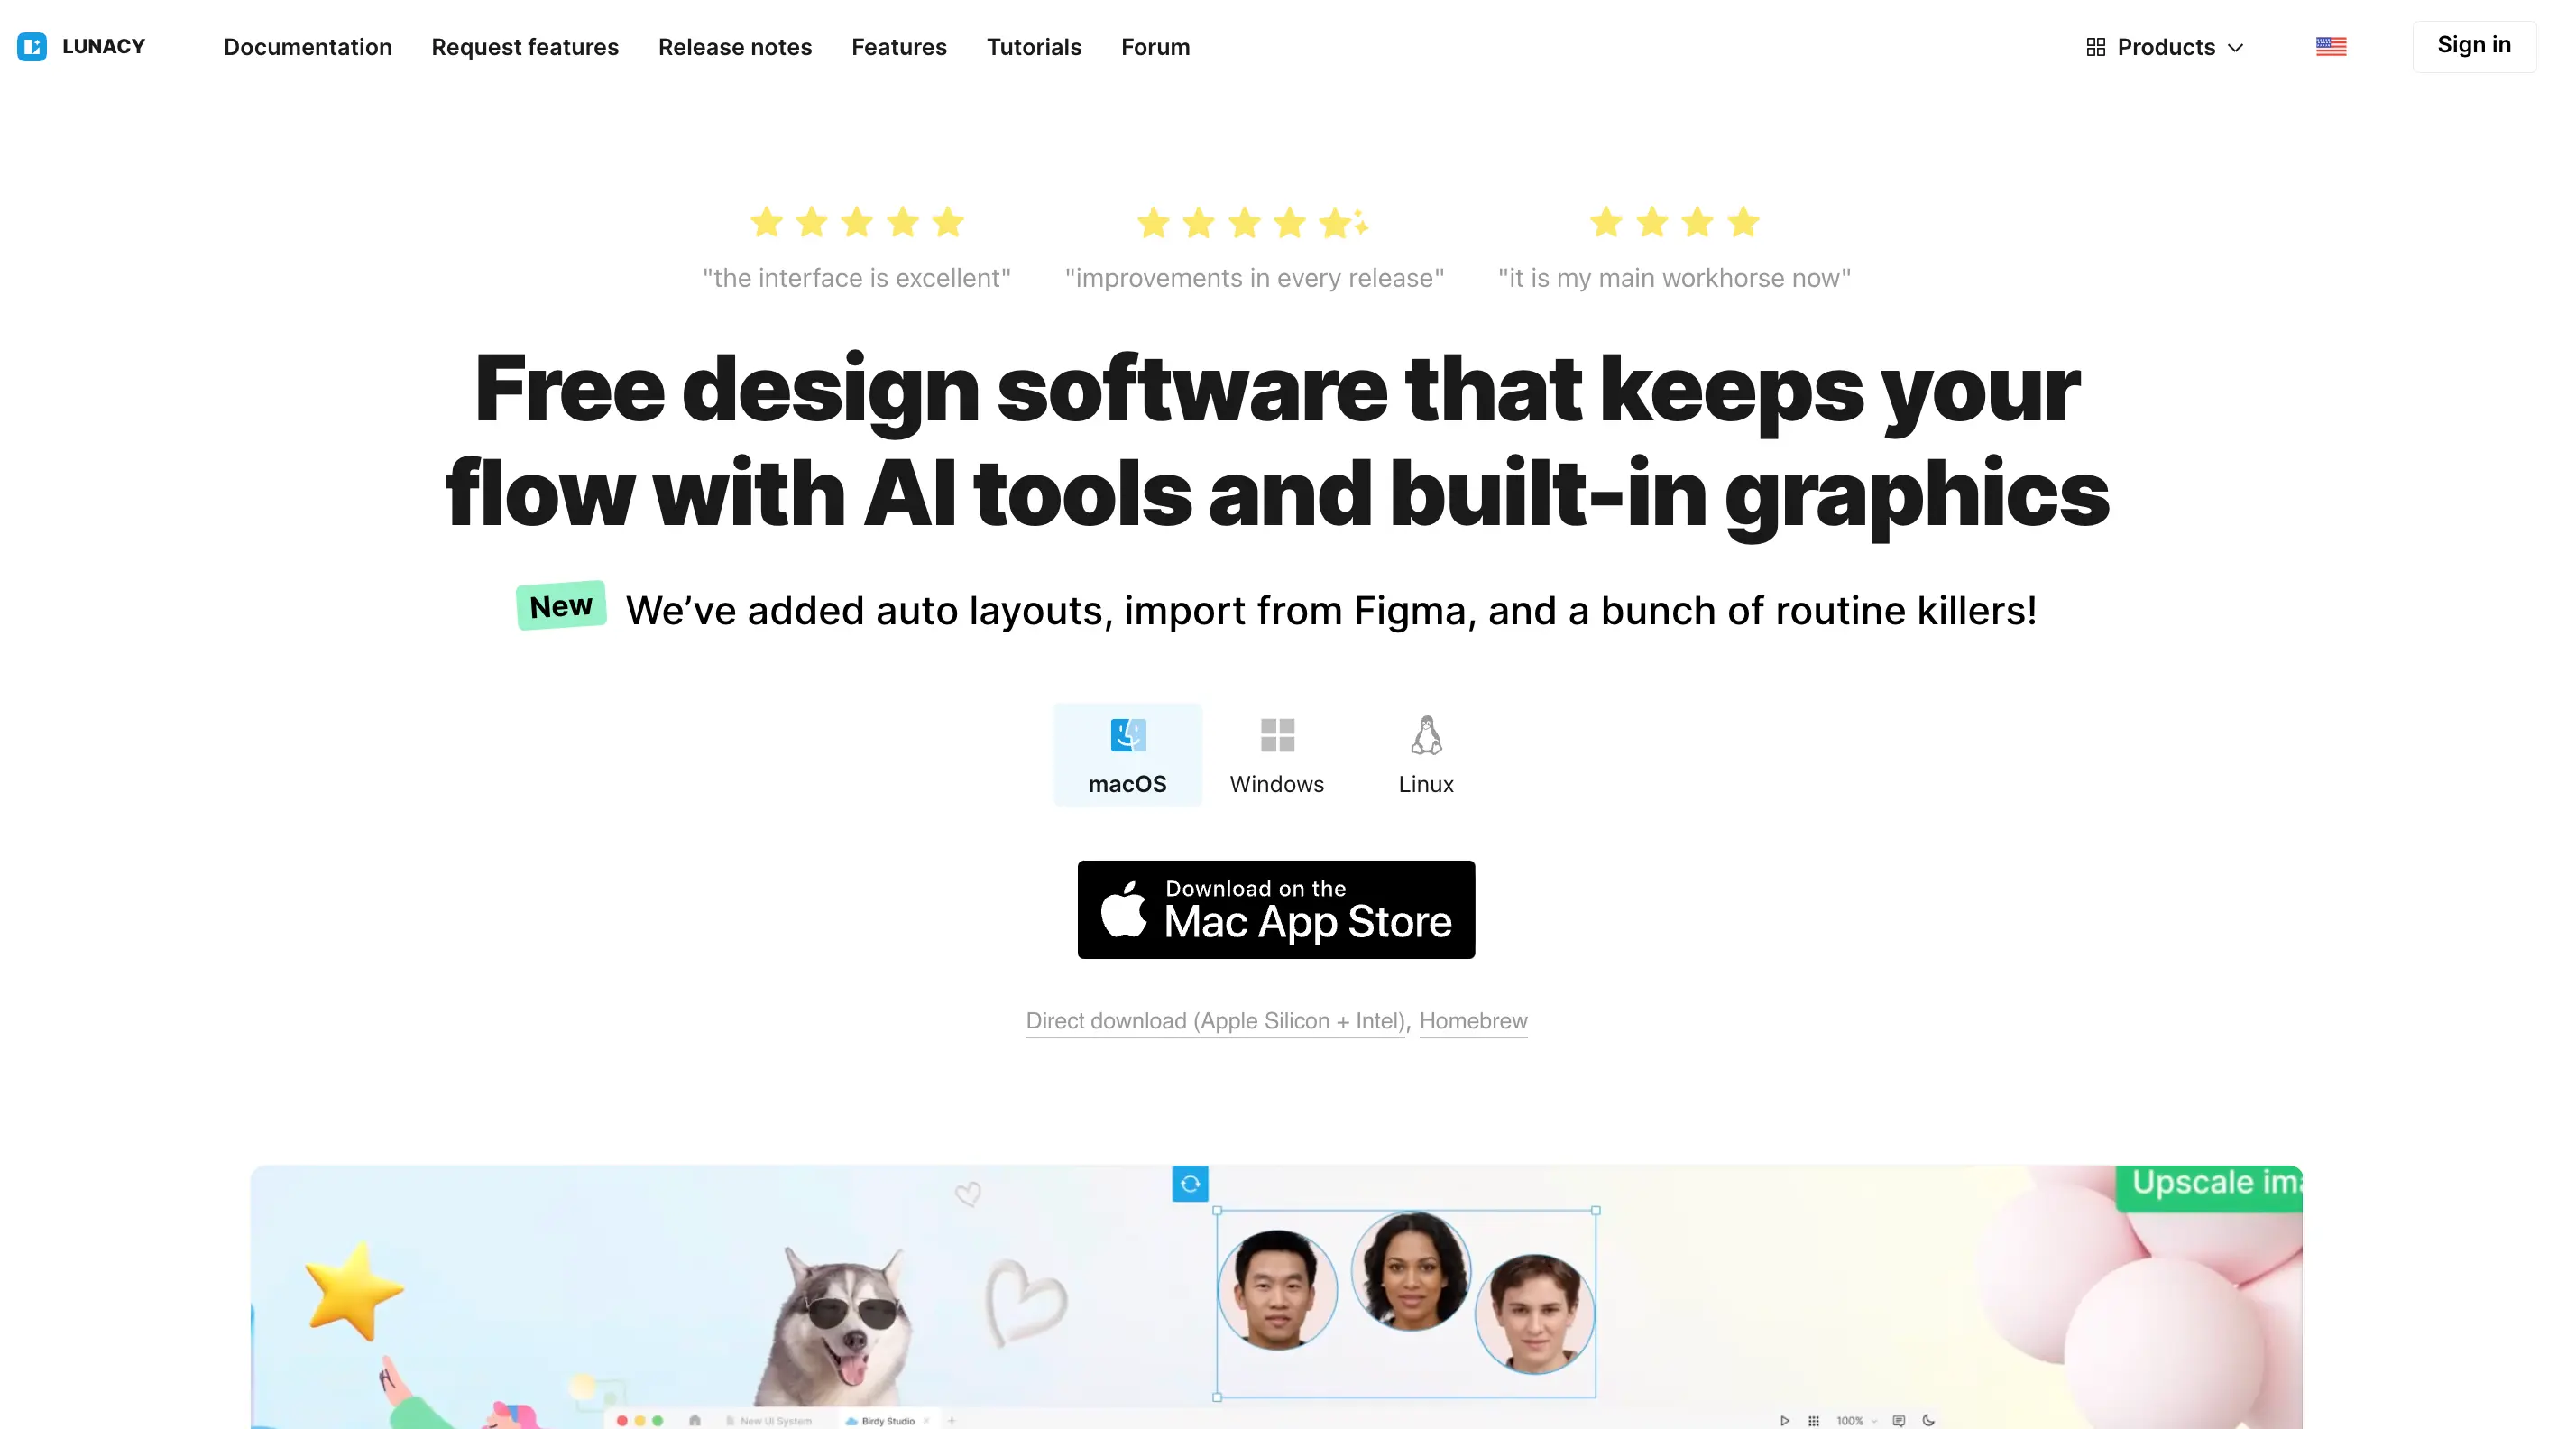 LUNACY
Documentation
Request features
Release notes
Features
Tutorials
Forum
Products
Sign in
"the interface is excellent"
"improvements in every release"
"it is my main workhorse now"
Free design software that keeps your
flow with AI tools and built-in graphics
New
We’ve added auto layouts, import from Figma, and a bunch of routine killers!
macOS
Windows
Linux
Download on the
Mac App Store
Direct download (Apple Silicon + Intel), Homebrew
Upscale ima
New UI System
Birdy Studio
100%